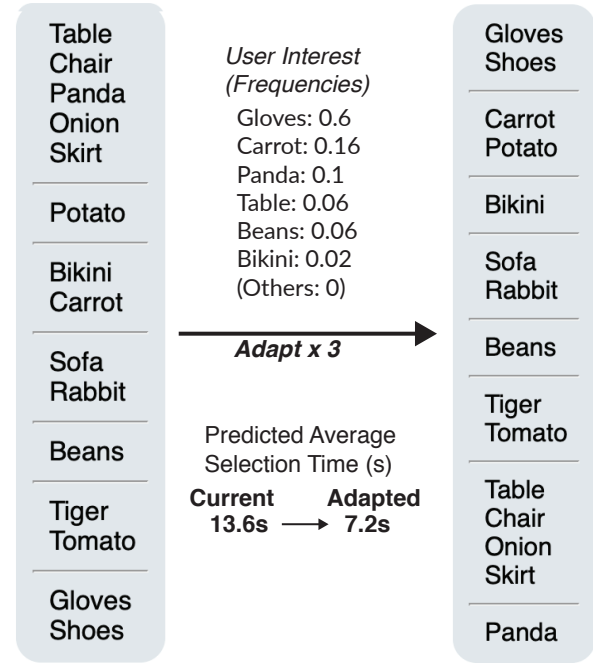 Table
Chair
Panda
Onion
Skirt
Potato
Bikini
Carrot
Sofa
Rabbit
Beans
Tiger
Tomato
Gloves
Shoes
User Interest
(Frequencies)
Gloves: 0.6
Carrot: 0.16
Panda: 0.1
Table: 0.06
Beans: 0.06
Bikini: 0.02
(Others: 0)
Adapt x 3
Predicted Average
Selection Time (s)
Current Adapted
13.6s 7.2s
Gloves
Shoes
Carrot
Potato
Bikini
Sofa
Rabbit
Beans
Tiger
Tomato
Table
Chair
Onion
Skirt
Panda